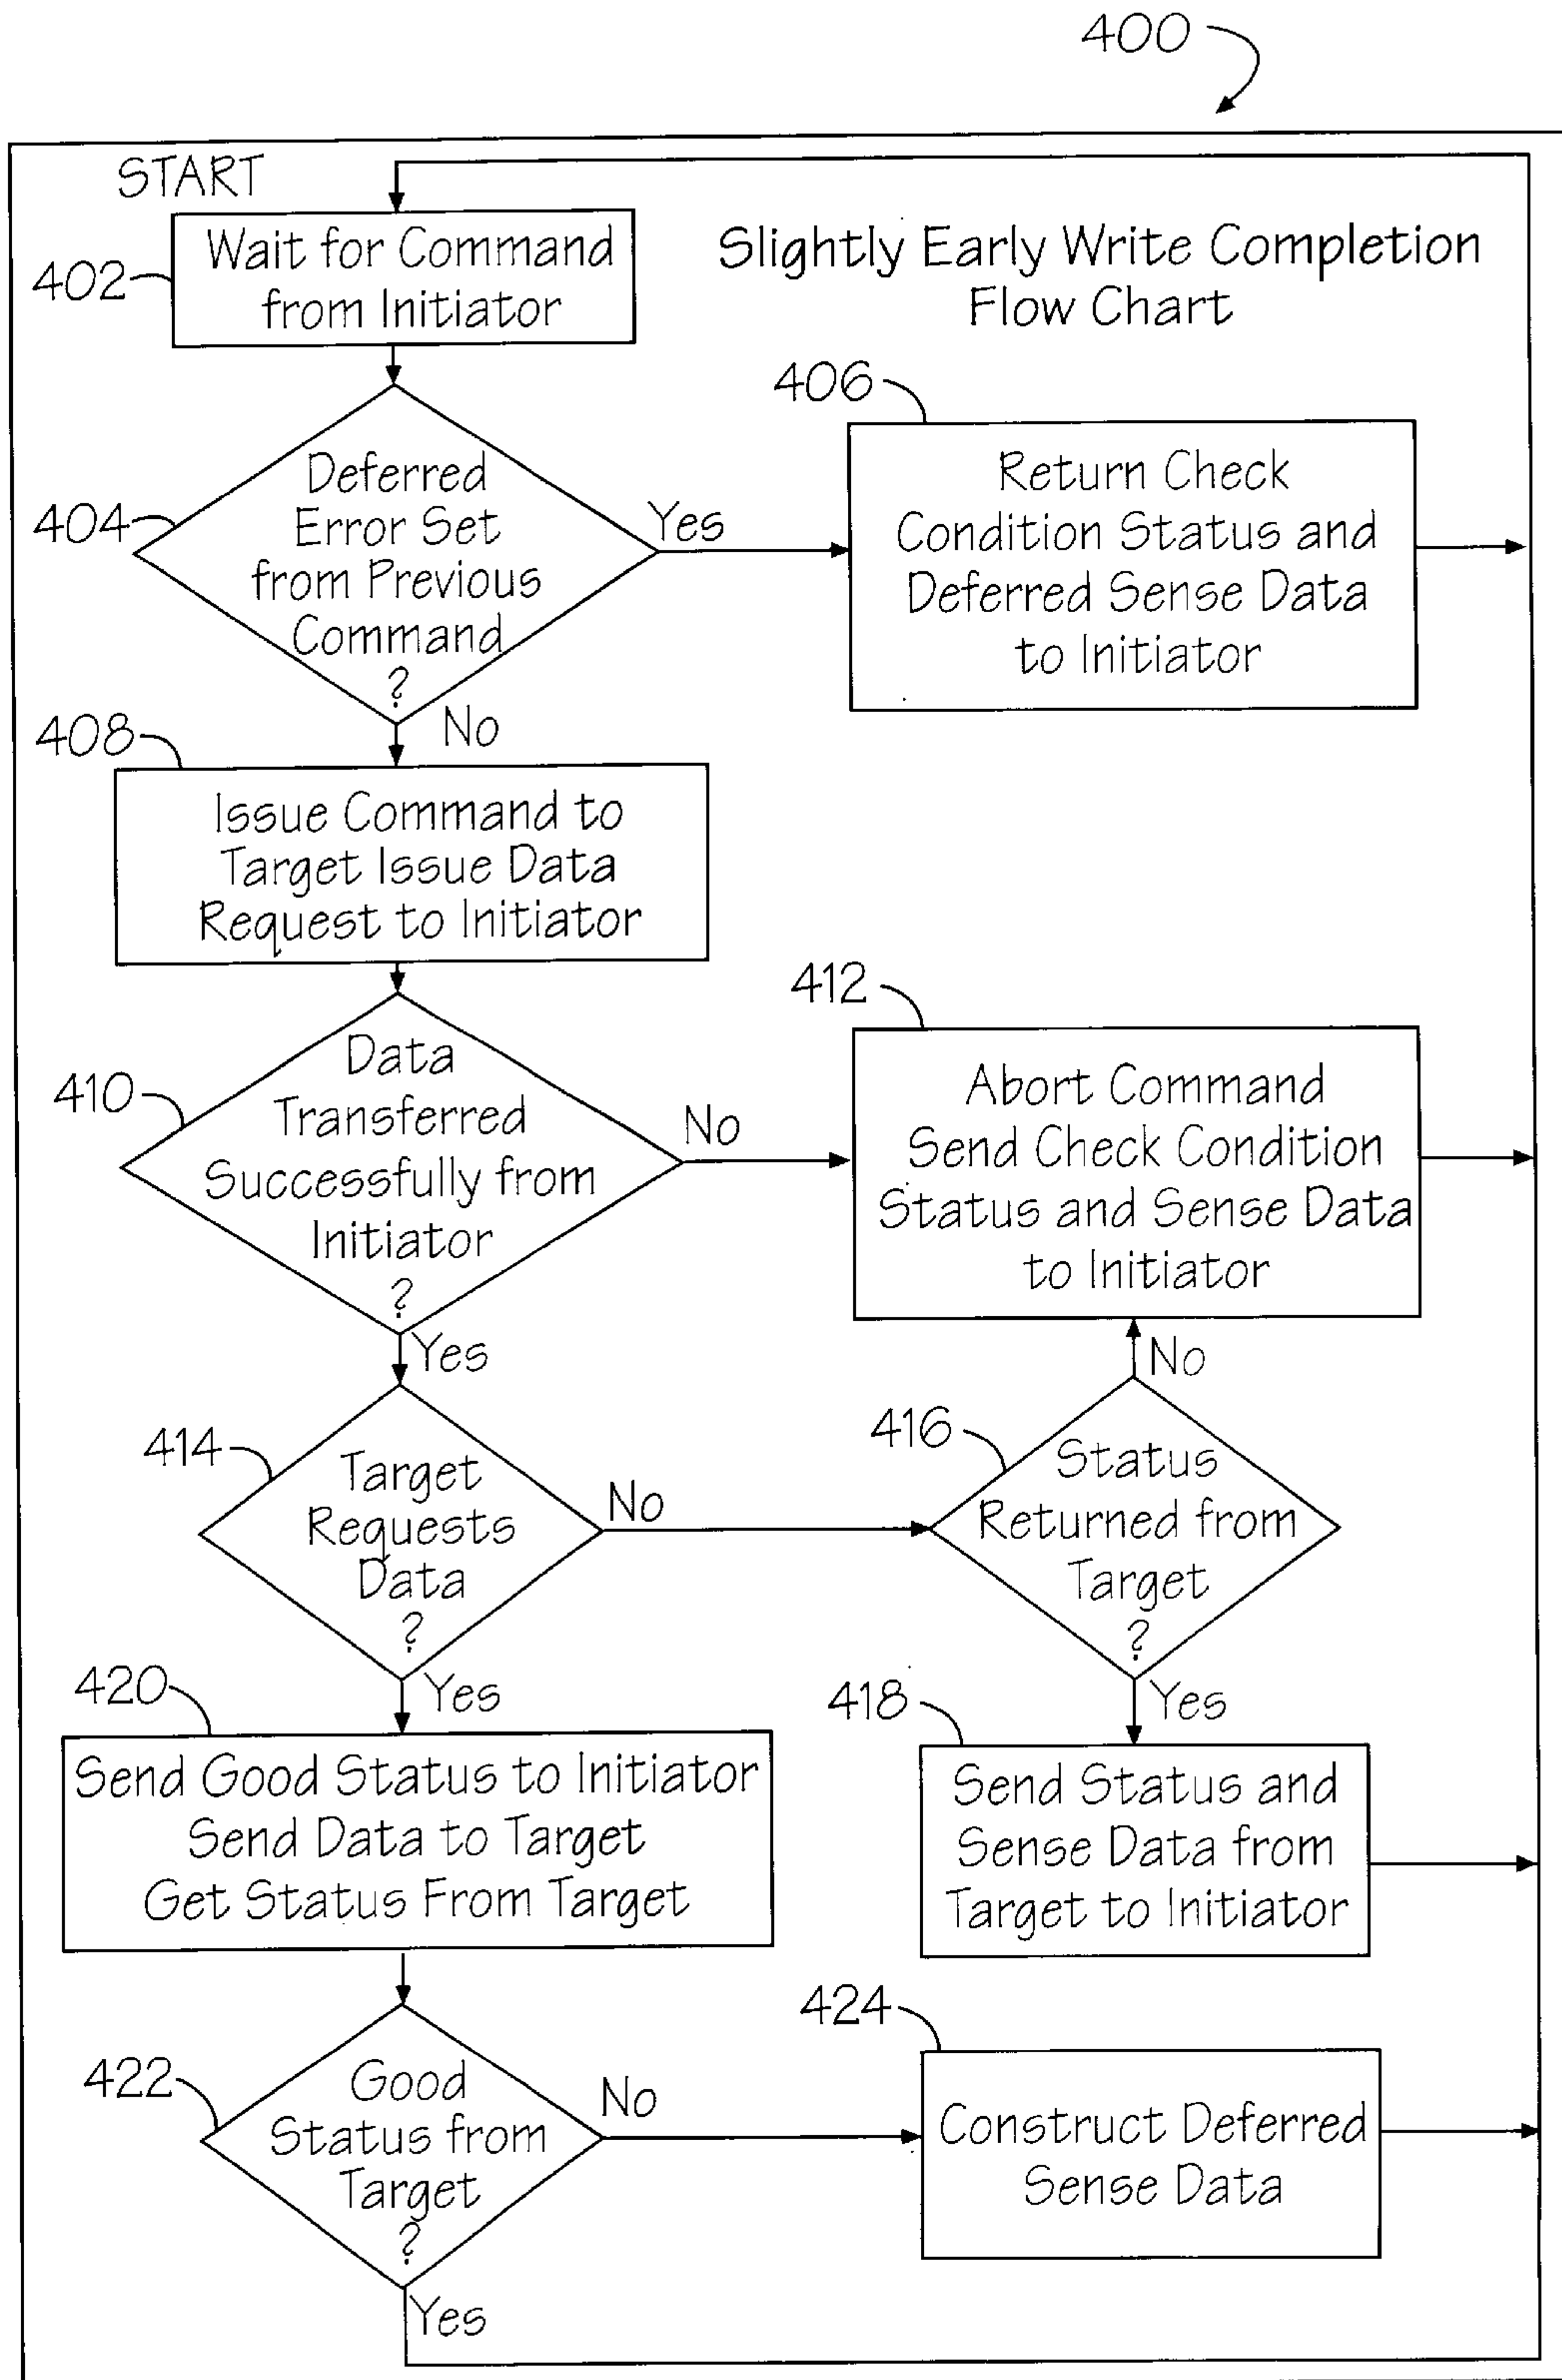 400
START
Wait for Command
from Initiator
402
Slightly Early Write Completion
Flow Chart
404
Deferred
Error Set
from Previous
Command
?
Yes
No
406
Return Check
Condition Status and
Deferred Sense Data
to Initiator
408
Issue Command to
Target Issue Data
Request to Initiator
410
Data
Transferred
Successfully from
Initiator
?
No
Yes
412
Abort Command
Send Check Condition
Status and Sense Data
to Initiator
414
Target
Requests
Data
?
No
Yes
416
No
Status
Returned from
Target
?
Yes
418
Send Status and
Sense Data from
Target to Initiator
420
Send Good Status to Initiator
Send Data to Target
Get Status From Target
422
Good
Status from
Target
?
No
Yes
424
Construct Deferred
Sense Data